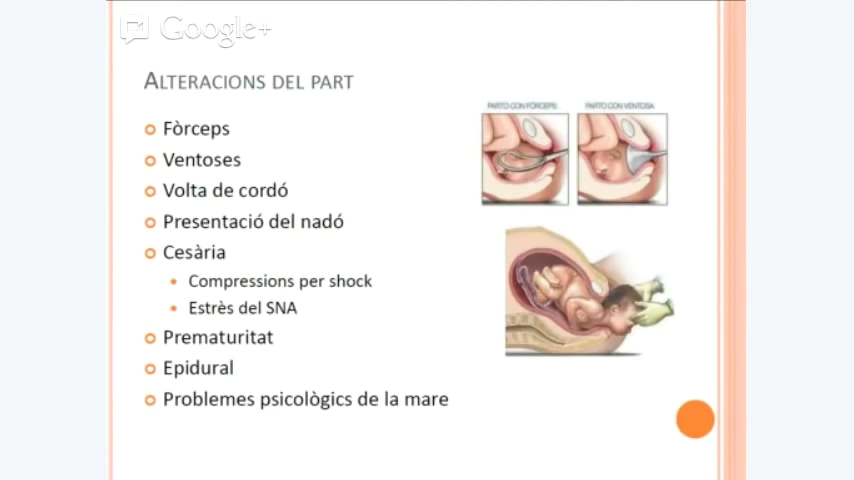 Google+
ALTERACIONS DEL PART
Fòrceps
Ventoses
Volta de cordó
Presentació del nadó
Cesària
Compressions per shock
Estrès del SNA
Prematuritat
Epidural
Problemes psicològics de la mare
PARTO CON FÓRCEPS
PARTO CON VENTOSA